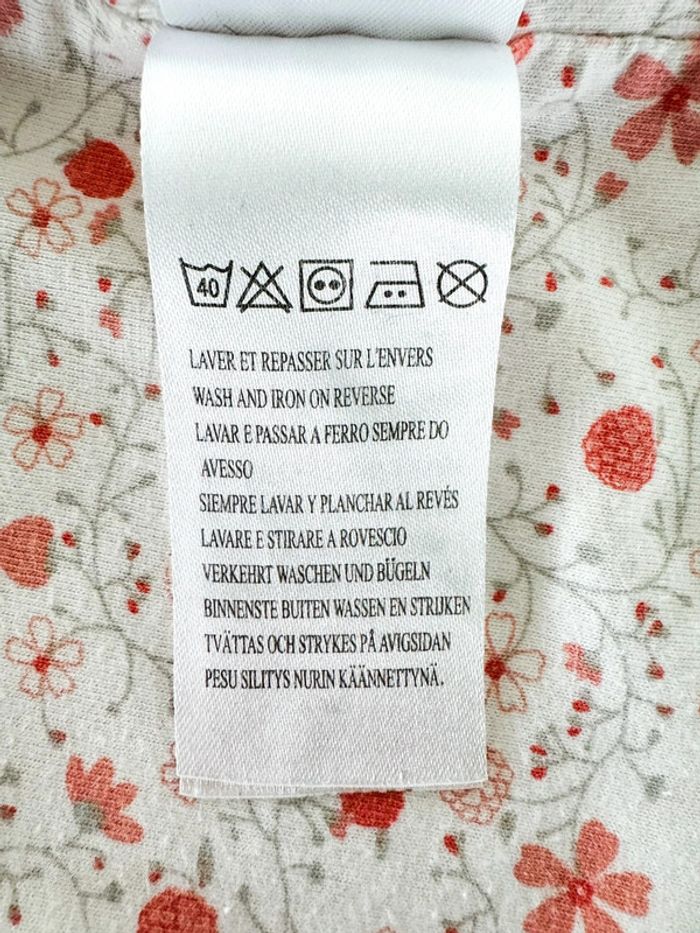 40
LAVER ET REPASSER SUR L'ENVERS
WASH AND IRON ON REVERSE
LAVAR E PASSAR A FERRO SEMPRE DO
AVESSO
SIEMPRE LAVAR Y PLANCHAR AL REVÉS
LAVARE E STIRARE A ROVESCIO
VERKEHRT WASCHEN UND BÜGELN
BINNENSTE BUITEN WASSEN EN STRIJKEN
TVÄTTAS OCH STRYKES PÅ AVIGSIDAN
PESU SILITYS NURIN KÄÄNNETTYNÄ.